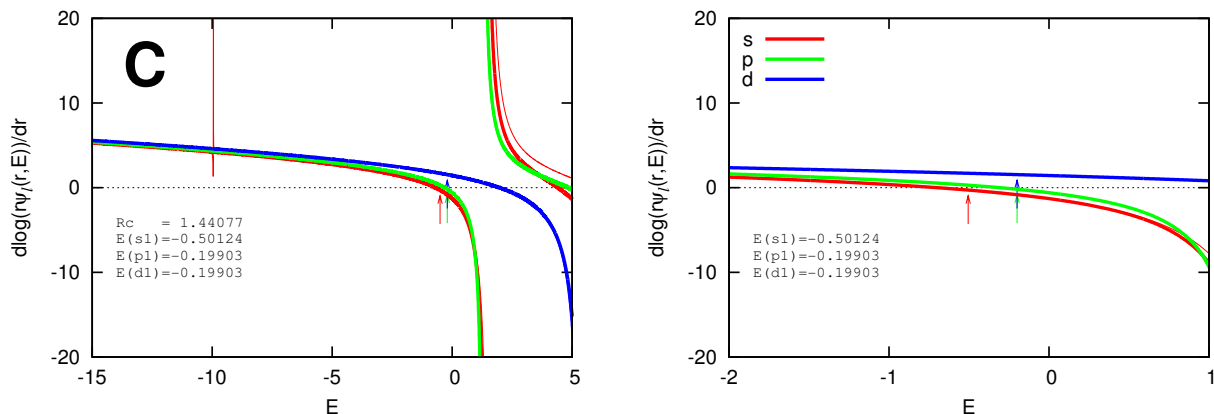 C
dlog(rψl(r,E))/dr
20
10
0
-10
-20
Rc = 1.44077
E(s1)=-0.50124
E(p1)=-0.19903
E(d1)=-0.19903
-15
-10
-5
0
5
E
dlog(rψl(r,E))/dr
20
10
0
-10
-20
s
p
d
E(s1)=-0.50124
E(p1)=-0.19903
E(d1)=-0.19903
-2
-1
0
1
E